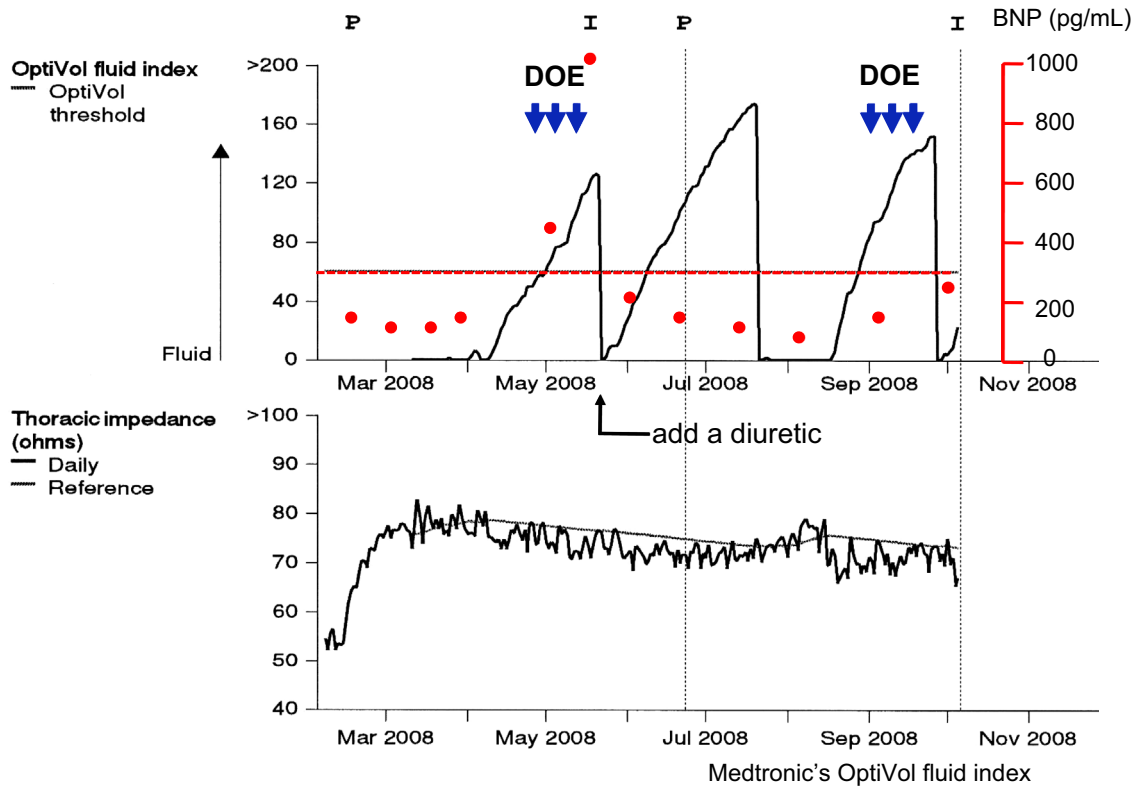 P I P I
BNP (pg/mL)
OptiVol fluid index
OptiVol
threshold
>200
160
120
80
40
0
Fluid
DOE
DOE
1000
800
600
400
200
0
Mar 2008 May 2008 Jul 2008 Sep 2008 Nov 2008
add a diuretic
Thoracic impedance
(ohms)
Daily
Reference
>100
90
80
70
60
50
40
Mar 2008 May 2008 Jul 2008 Sep 2008 Nov 2008
Medtronic's OptiVol fluid index